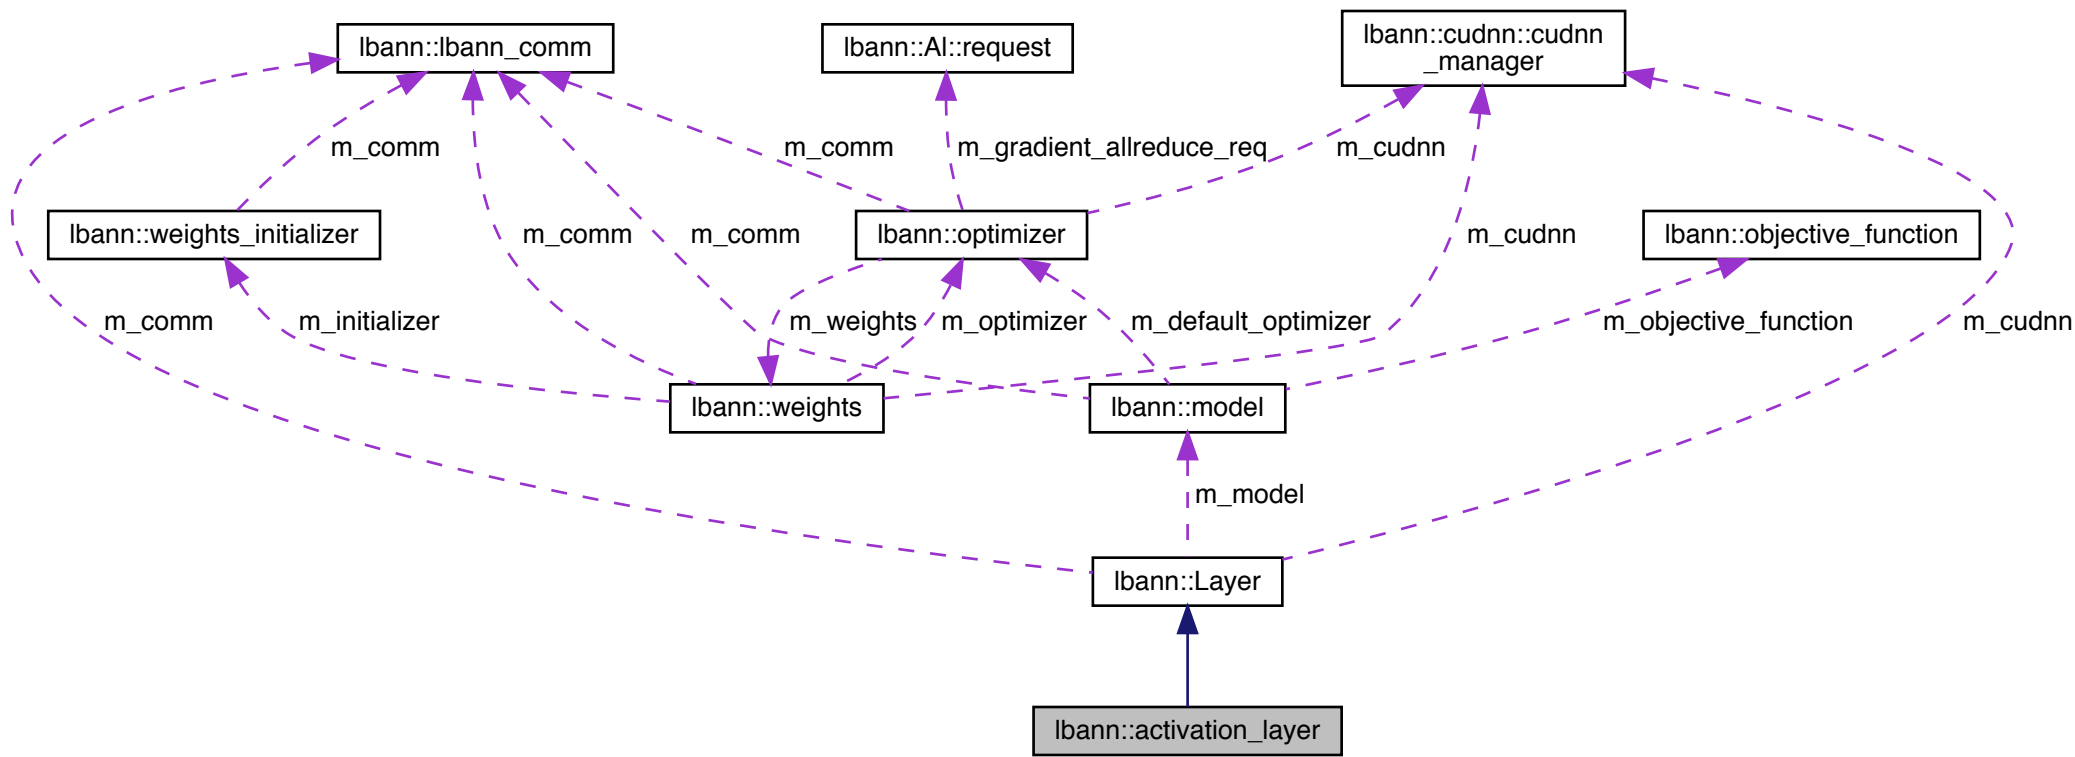 lbann::lbann_comm
lbann::Al::request
lbann::cudnn::cudnn
_manager
m_comm
m_comm
m_gradient_allreduce_req
m_cudnn
lbann::weights_initializer
m_comm
m_comm
lbann::optimizer
m_cudnn
lbann::objective_function
m_comm
m_initializer
m_weights
m_optimizer
m_default_optimizer
m_objective_function
m_cudnn
lbann::weights
lbann::model
m_model
lbann::Layer
lbann::activation_layer